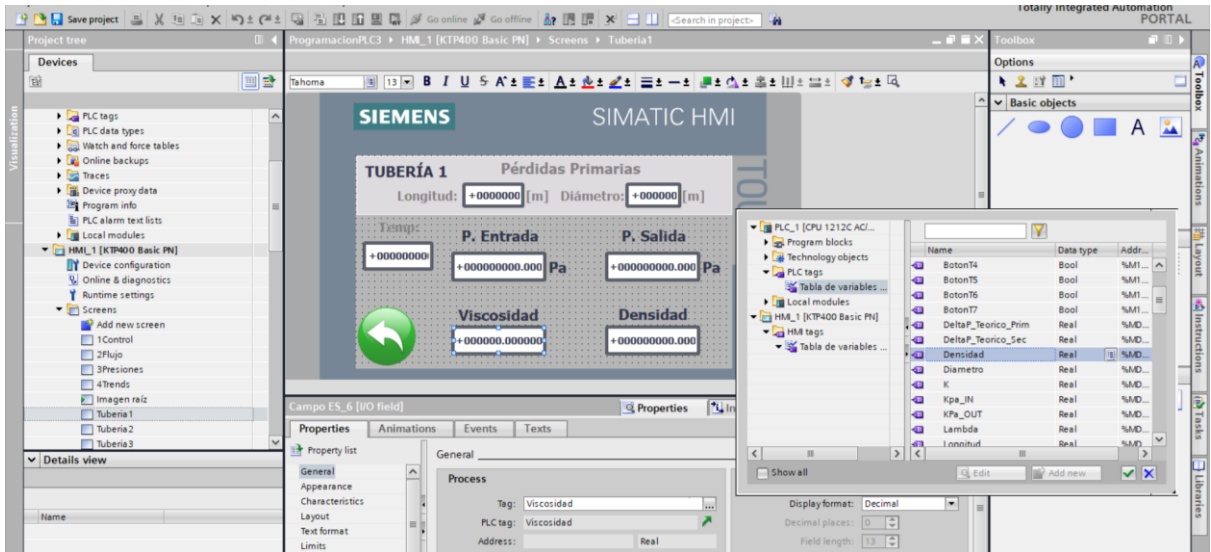 Totally Integrated Automation
PORTAL
Save project
Go online
Go offline
<Search in project>
Project tree
ProgramacionPLC3 HMI_1 [KTP400 Basic PN] Screens Tuberia1
Toolbox
Devices
Options
Tahoma 13 B I U S A
Basic objects
Visualization
PLC tags
PLC data types
Watch and force tables
Online backups
Traces
Device proxy data
Program info
PLC alarm text lists
Local modules
HMI_1 [KTP400 Basic PN]
Device configuration
Online & diagnostics
Runtime settings
Screens
Add new screen
1Control
2Flujo
3Presiones
4Trends
Imagen raíz
Tuberia1
Tuberia2
Tuberia3
Details view
Name
SIEMENS
SIMATIC HMI
TOU
TUBERÍA 1
Pérdidas Primarias
Longitud: +0000000 [m] Diámetro: +000000 [m]
Temp:
+00000000
P. Entrada
P. Salida
+000000000.000 Pa
+000000000.000 Pa
Viscosidad
Densidad
+000000.000000
+000000000.000
Campo ES_6 [I/O field]
Properties
In
Properties
Animations
Events
Texts
Property list
General
Appearance
Characteristics
Layout
Text format
Limits
General
Process
Tag: Viscosidad ...
PLC tag: Viscosidad
Address: Real
Display format: Decimal
Decimal places: 0
Field length: 13
PLC_1 [CPU 1212C AC/...
Program blocks
Technology objects
PLC tags
Tabla de variables ...
Local modules
HMI_1 [KTP400 Basic PN]
HMI tags
Tabla de variables ...
Name Data type Addr...
BotonT4 Bool %M1...
BotonT5 Bool %M1...
BotonT6 Bool %M1...
BotonT7 Bool %M1...
DeltaP_Teorico_Prim Real %MD...
DeltaP_Teorico_Sec Real %MD...
Densidad Real %MD...
Diametro Real %MD...
K Real %MD...
Kpa_IN Real %MD...
KPa_OUT Real %MD...
Lambda Real %MD...
Longitud Real %MD
Show all
Edit
Add new
Toolbox
Animations
Layout
Instructions
Tasks
Libraries